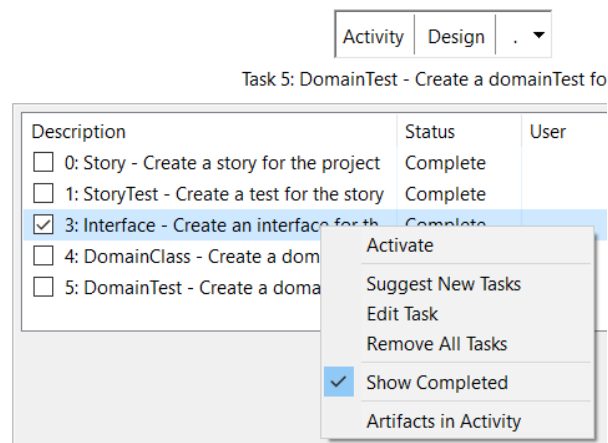 Activity Design .
Task 5: DomainTest - Create a domainTest fo
Description Status User
0: Story - Create a story for the project Complete
1: StoryTest - Create a test for the story Complete
3: Interface - Create an interface for th Complete
Activate
4: DomainClass - Create a dom
Suggest New Tasks
5: DomainTest - Create a doma
Edit Task
Remove All Tasks
Show Completed
Artifacts in Activity